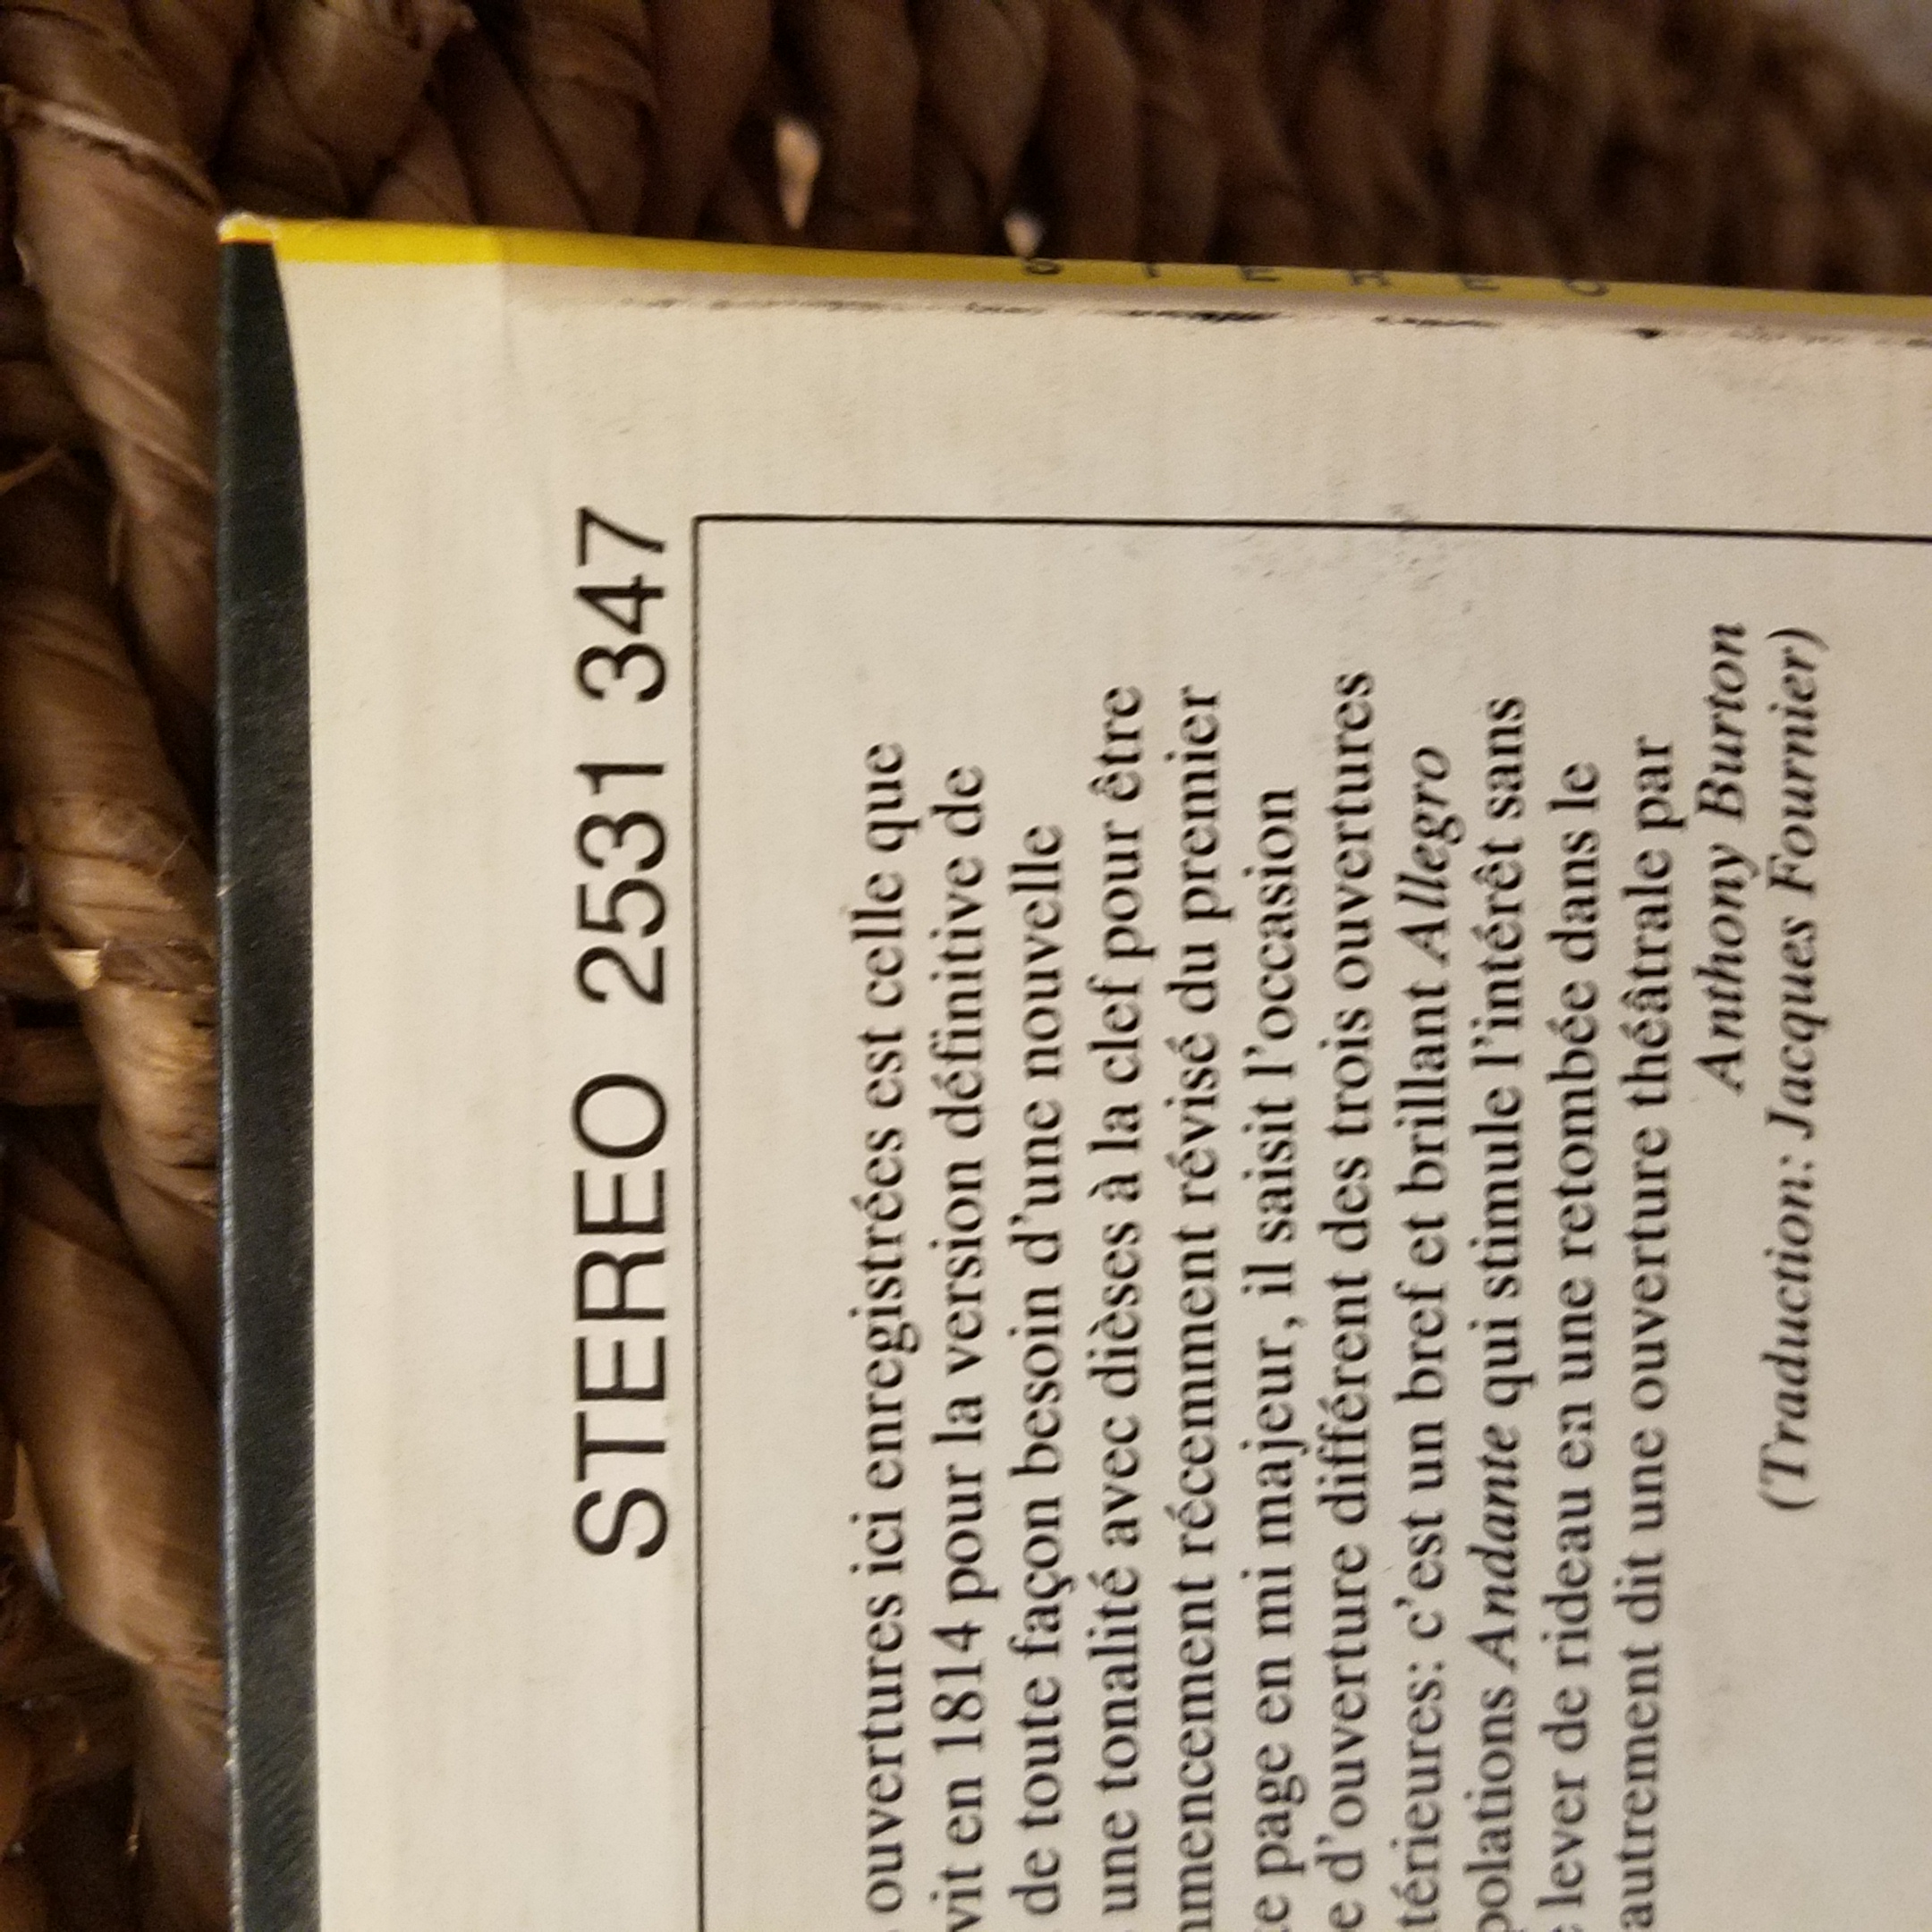 STEREO 2531 347
ouvertures ici enregistrées est celle que
vit en 1814 pour la version définitive de
de toute façon besoin d'une nouvelle
une tonalité avec dièses à la clef pour être
mencement récemment révisé du premier
page en mi majeur, il saisit l'occasion
d'ouverture différent des trois ouvertures
térieures: c'est un bref et brillant Allegro
polations Andante qui stimule l'intérêt sans
lever de rideau en une retombée dans le
autrement dit une ouverture théâtrale par
Anthony Burton
(Traduction: Jacques Fournier)